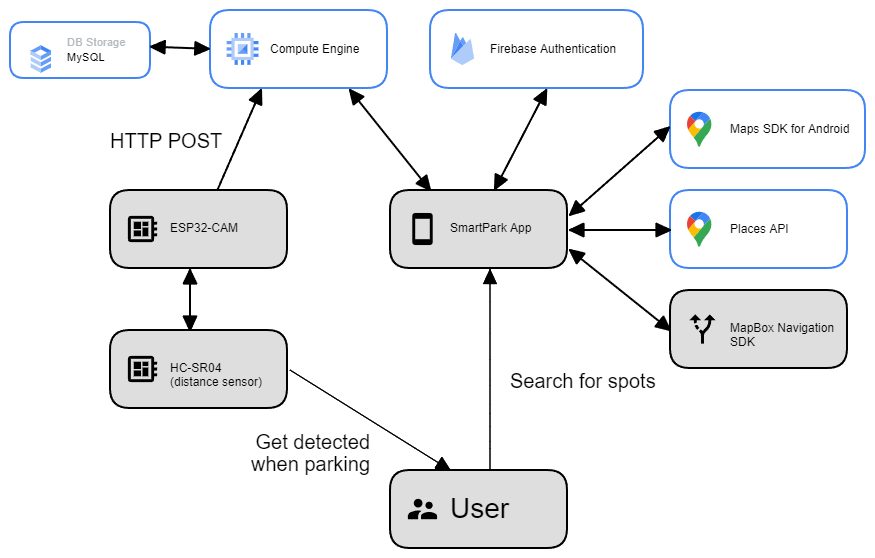 DB Storage
MySQL
Compute Engine
Firebase Authentication
HTTP POST
Maps SDK for Android
ESP32-CAM
SmartPark App
Places API
MapBox Navigation
SDK
HC-SR04
(distance sensor)
Search for spots
Get detected
when parking
User